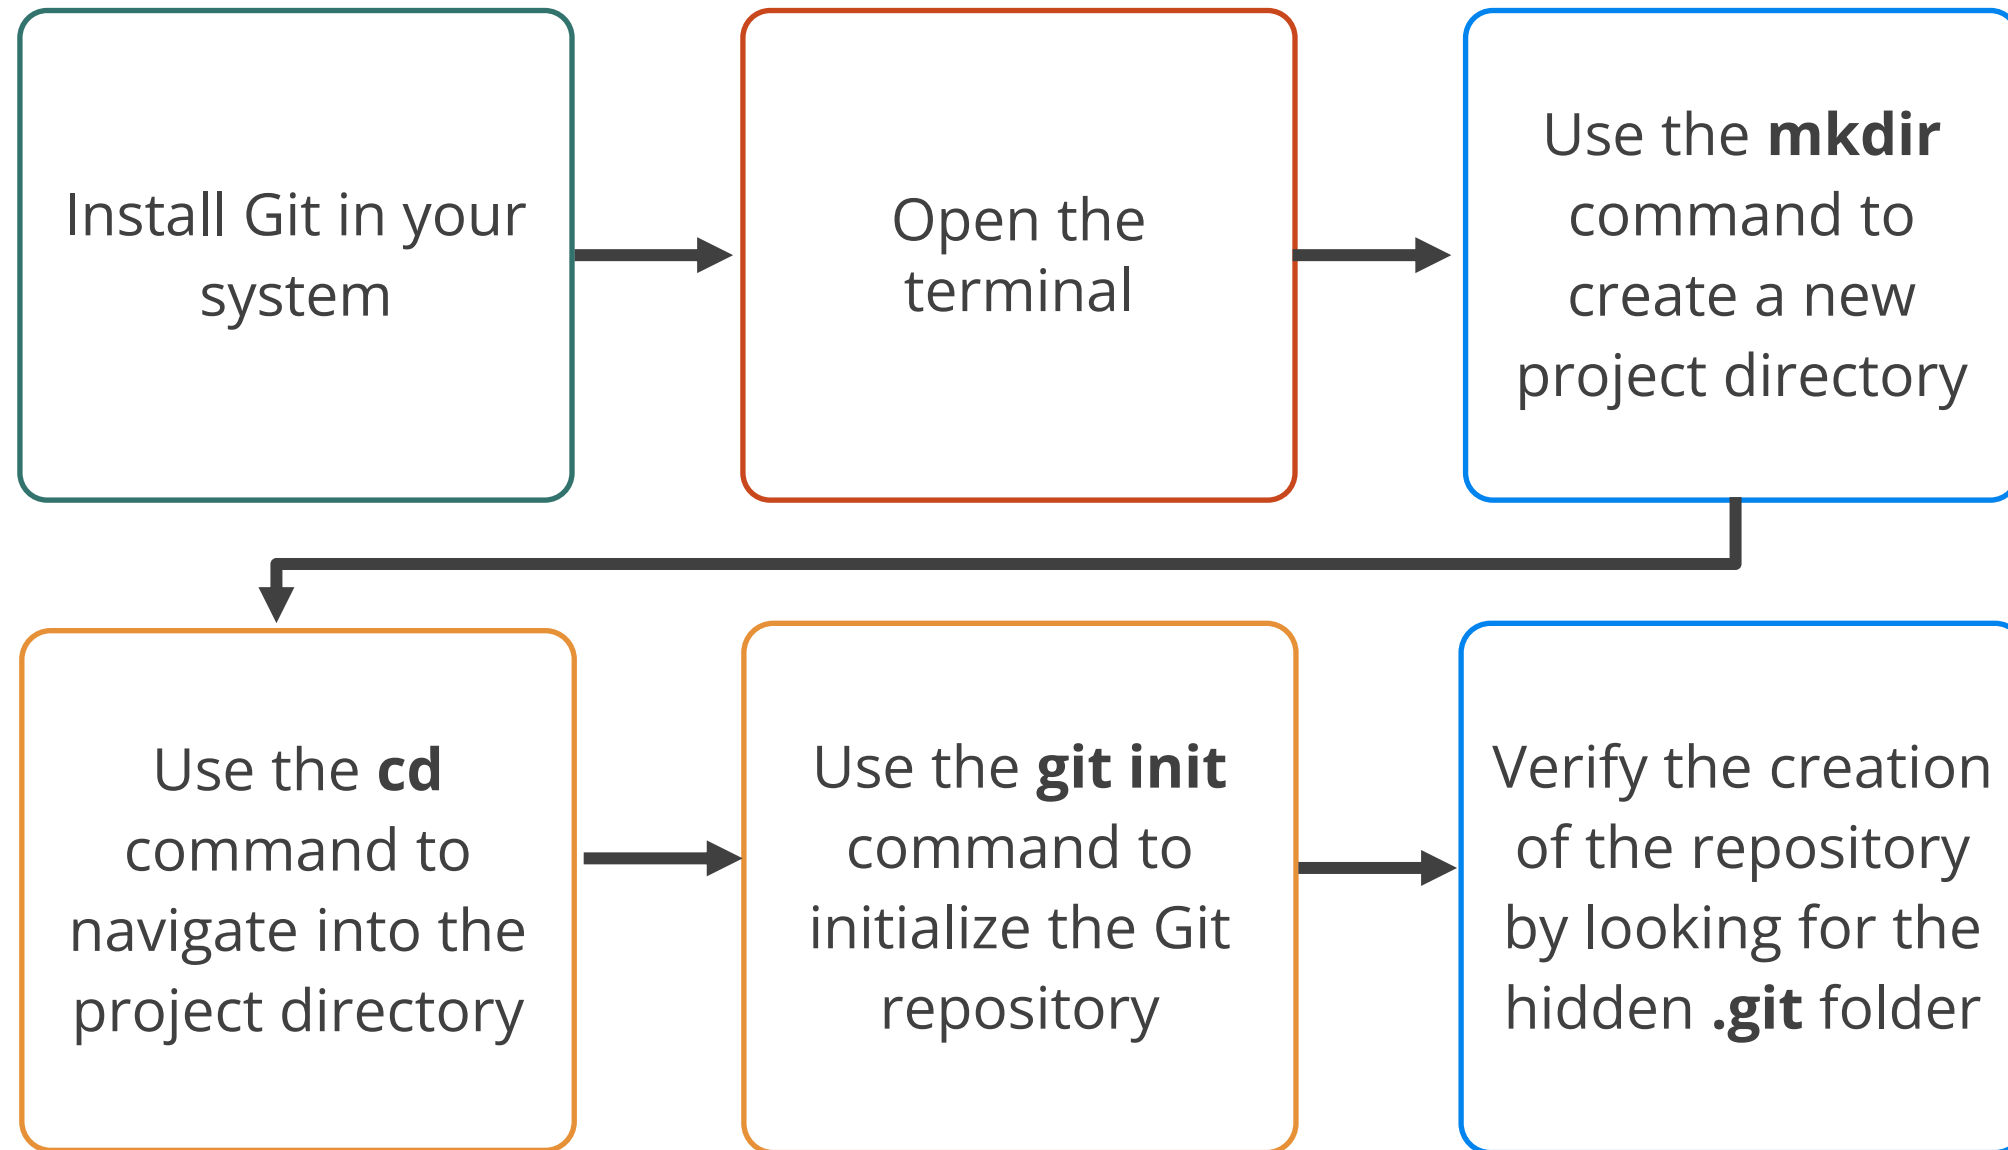 Install Git in your
system
Open the
terminal
Use the mkdir
command to
create a new
project directory
Use the cd
command to
navigate into the
project directory
Use the git init
command to
initialize the Git
repository
Verify the creation
of the repository
by looking for the
hidden .git folder